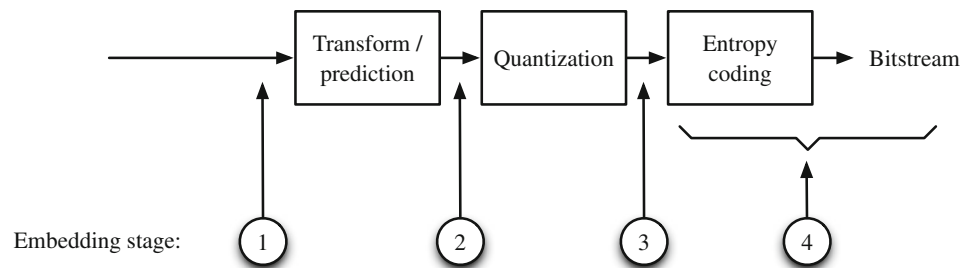 Transform /
prediction
Quantization
Entropy
coding
Bitstream
Embedding stage:
1
2
3
4